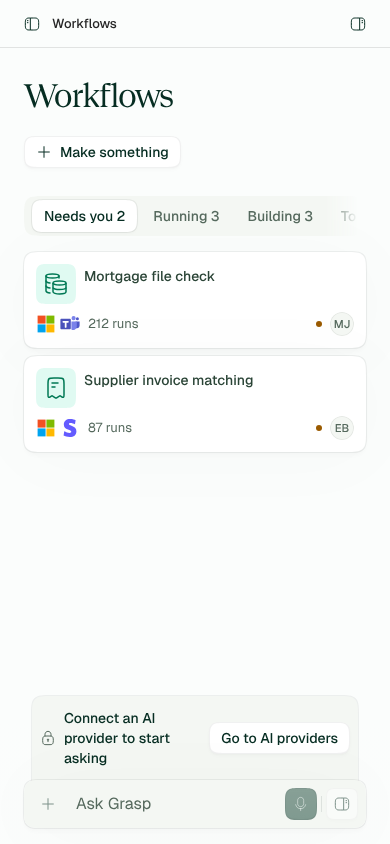 Workflows
Workflows
Make something
Needs you 2
Running 3
Building 3
To
Mortgage file check
212 runs
MJ
Supplier invoice matching
87 runs
EB
Connect an AI
provider to start
asking
Go to AI providers
Ask Grasp